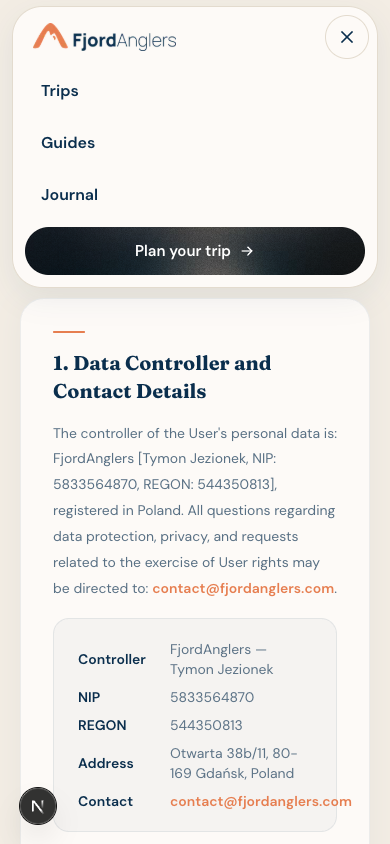 FjordAnglers
Trips
Guides
Journal
Plan your trip →
1. Data Controller and
Contact Details
The controller of the User's personal data is:
FjordAnglers [Tymon Jezionek, NIP:
5833564870, REGON: 544350813],
registered in Poland. All questions regarding
data protection, privacy, and requests
related to the exercise of User rights may
be directed to: contact@fjordanglers.com.
Controller
FjordAnglers —
Tymon Jezionek
NIP 5833564870
REGON 544350813
Address
Otwarta 38b/11, 80-
169 Gdańsk, Poland
Contact contact@fjordanglers.com
N